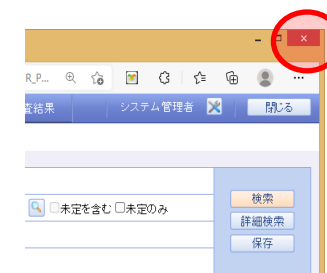 R_P...
査結果 システム管理者 閉じる
検索
未定を含む 未定のみ
詳細検索
保存